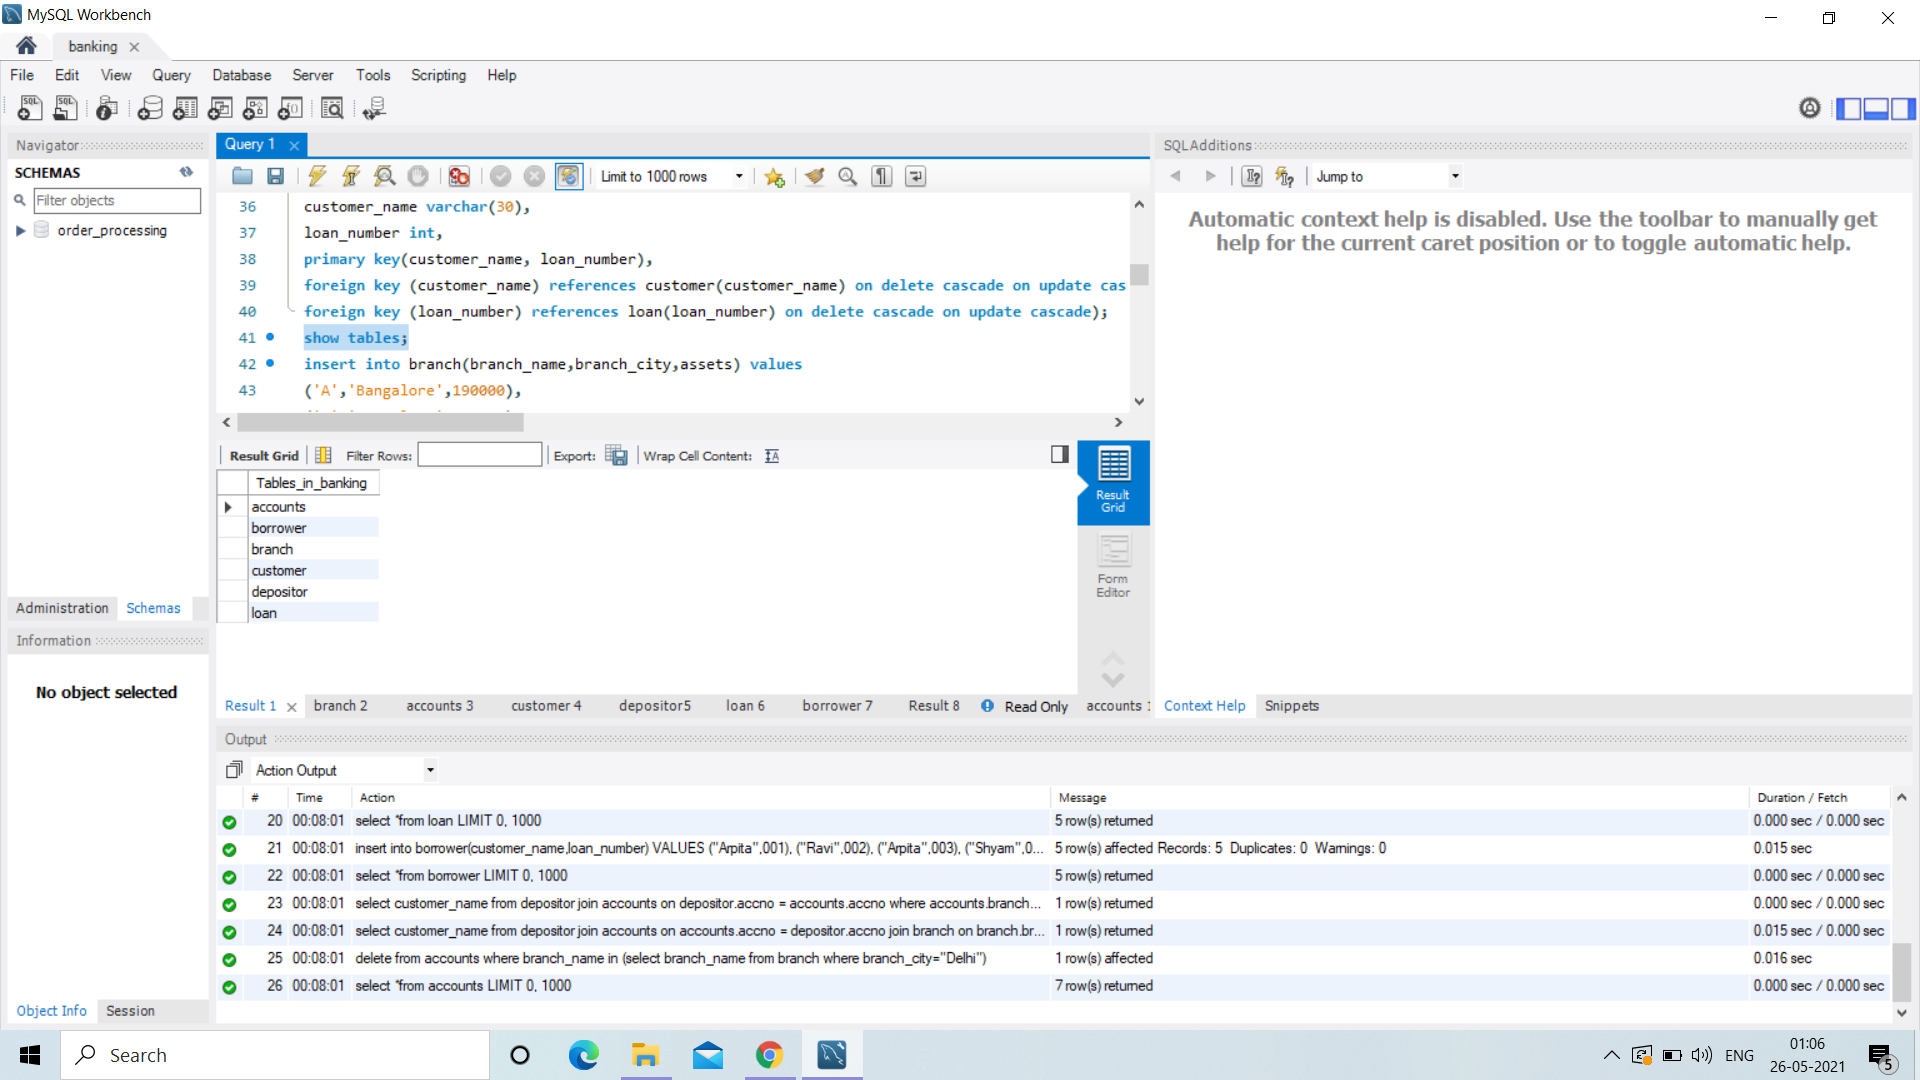 MySQL Workbench
banking
File Edit View Query Database Server Tools Scripting Help
Navigator
SCHEMAS
Filter objects
order_processing
Administration Schemas
Information
No object selected
Object Info Session
Query 1
Limit to 1000 rows
36 customer_name varchar(30),
37 loan_number int,
38 primary key(customer_name, loan_number),
39 foreign key (customer_name) references customer(customer_name) on delete cascade on update cas
40 foreign key (loan_number) references loan(loan_number) on delete cascade on update cascade);
41 show tables;
42 insert into branch(branch_name,branch_city,assets) values
43 ('A','Bangalore',190000),
Result Grid Filter Rows: Export: Wrap Cell Content:
Tables_in_banking
accounts
borrower
branch
customer
depositor
loan
Result Grid
Form Editor
Result 1 branch 2 accounts 3 customer 4 depositor5 loan 6 borrower 7 Result 8 Read Only accounts
SQLAdditions
Jump to
Automatic context help is disabled. Use the toolbar to manually get
help for the current caret position or to toggle automatic help.
Context Help Snippets
Output
Action Output
# Time Action Message Duration / Fetch
20 00:08:01 select *from loan LIMIT 0, 1000 5 row(s) returned 0.000 sec / 0.000 sec
21 00:08:01 insert into borrower(customer_name,loan_number) VALUES ("Arpita",001), ("Ravi",002), ("Arpita",003), ("Shyam",0... 5 row(s) affected Records: 5 Duplicates: 0 Warnings: 0 0.015 sec
22 00:08:01 select *from borrower LIMIT 0, 1000 5 row(s) returned 0.000 sec / 0.000 sec
23 00:08:01 select customer_name from depositor join accounts on depositor.accno = accounts.accno where accounts.branch... 1 row(s) returned 0.000 sec / 0.000 sec
24 00:08:01 select customer_name from depositor join accounts on accounts.accno = depositor.accno join branch on branch.br... 1 row(s) returned 0.015 sec / 0.000 sec
25 00:08:01 delete from accounts where branch_name in (select branch_name from branch where branch_city="Delhi") 1 row(s) affected 0.016 sec
26 00:08:01 select *from accounts LIMIT 0, 1000 7 row(s) returned 0.000 sec / 0.000 sec
Search
ENG
01:06
26-05-2021
5